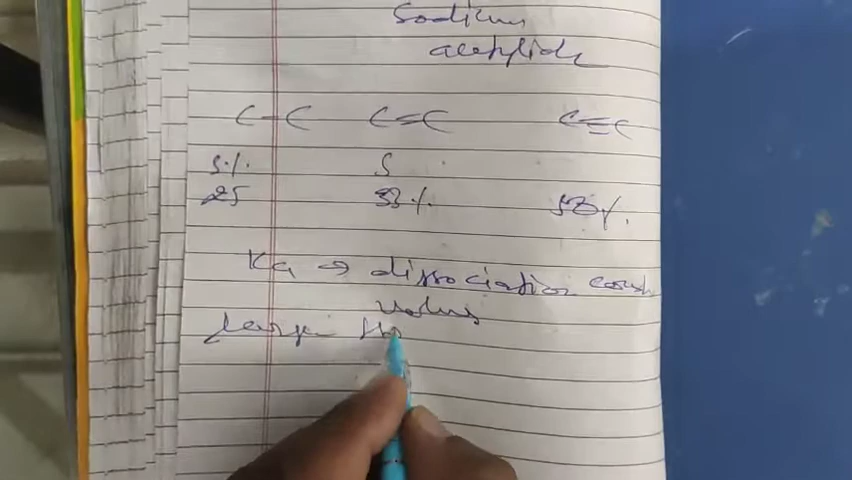 Sodium
acetylide
C-C C=C C≡C
S% S
25 33% 50%
Ka → dissociation const
value
large